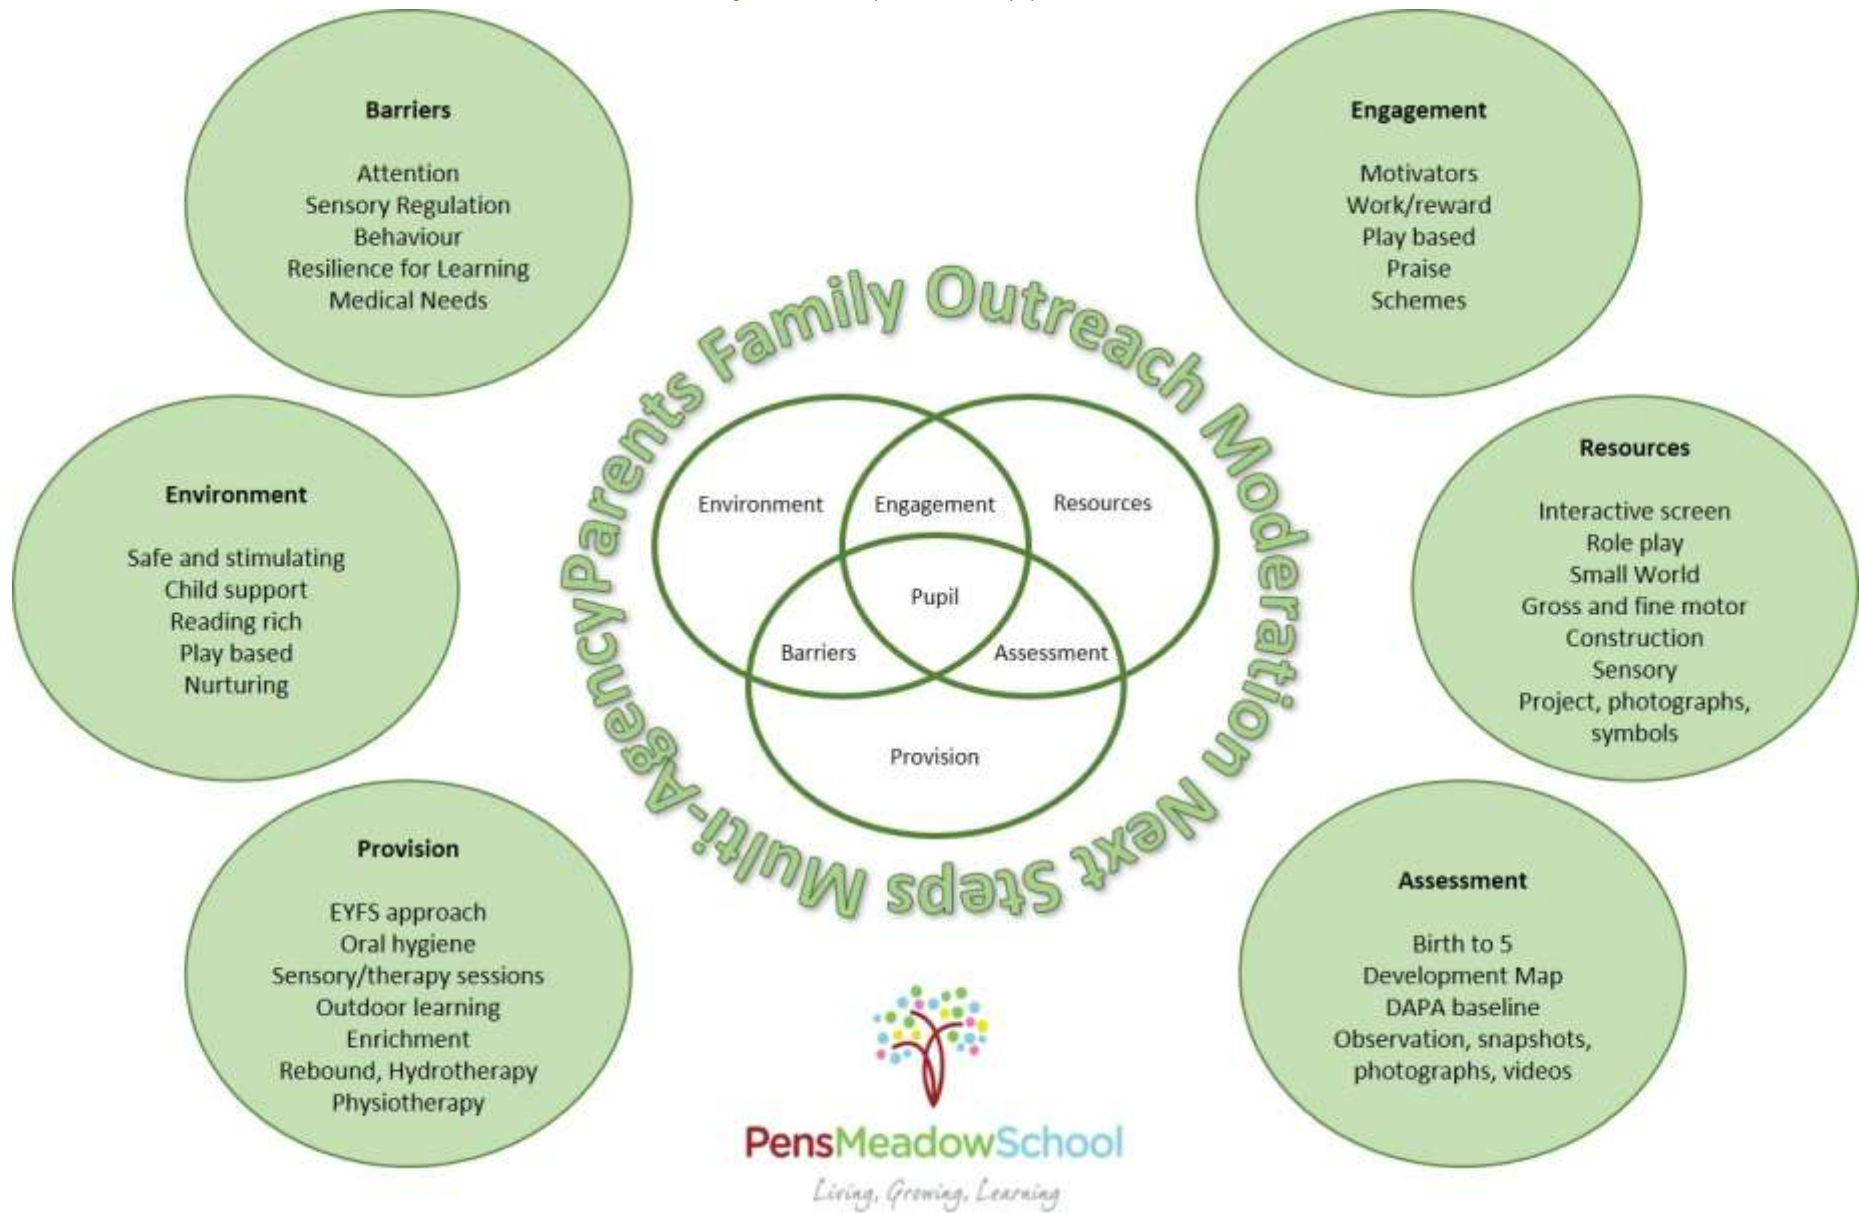 Barriers
Attention
Sensory Regulation
Behaviour
Resilience for Learning
Medical Needs
Engagement
Motivators
Work/reward
Play based
Praise
Schemes
Environment
Safe and stimulating
Child support
Reading rich
Play based
Nurturing
Parents Family Outreach Moderation Next Steps Multi-Agency
Environment
Engagement
Resources
Pupil
Barriers
Assessment
Provision
Resources
Interactive screen
Role play
Small World
Gross and fine motor
Construction
Sensory
Project, photographs,
symbols
Provision
EYFS approach
Oral hygiene
Sensory/therapy sessions
Outdoor learning
Enrichment
Rebound, Hydrotherapy
Physiotherapy
Assessment
Birth to 5
Development Map
DAPA baseline
Observation, snapshots,
photographs, videos
PensMeadowSchool
Living, Growing, Learning